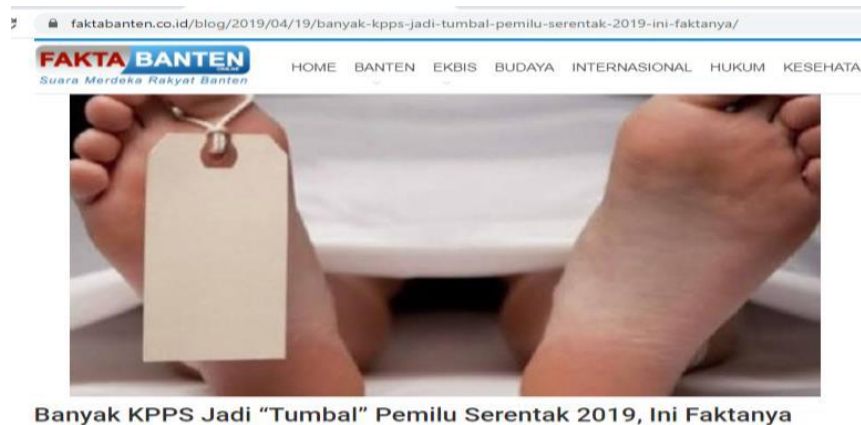 faktabanten.co.id/blog/2019/04/19/banyak-kpps-jadi-tumbal-pemilu-serentak-2019-ini-faktanya/
FAKTA BANTEN
ONLINE
Suara Merdeka Rakyat Banten
HOME BANTEN EKBIS BUDAYA INTERNASIONAL HUKUM KESEHATA
Banyak KPPS Jadi “Tumbal” Pemilu Serentak 2019, Ini Faktanya